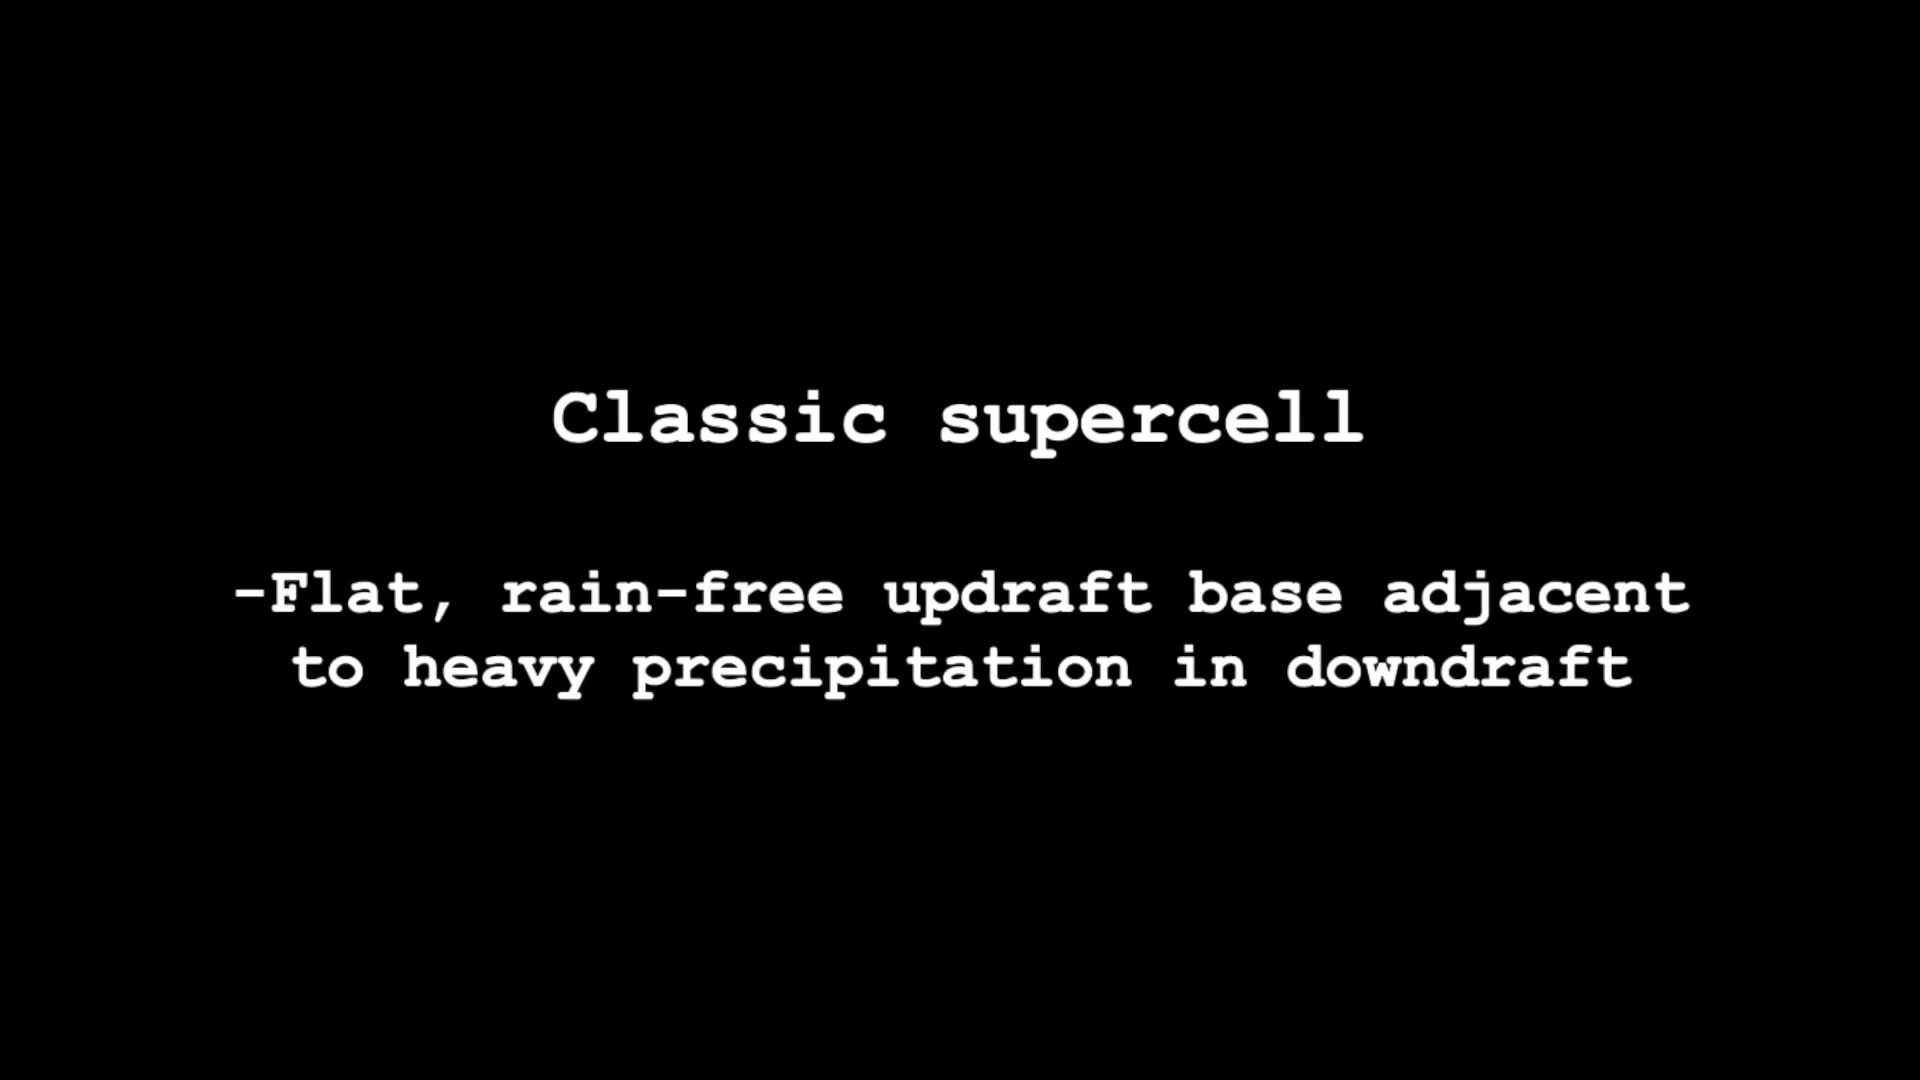 Classic supercell
-Flat, rain-free updraft base adjacent
to heavy precipitation in downdraft